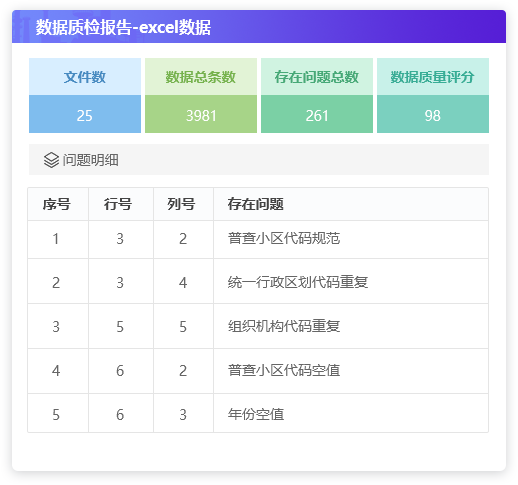 数据质检报告-excel数据
文件数 数据总条数 存在问题总数 数据质量评分
25 3981 261 98
问题明细
序号 行号 列号 存在问题
1 3 2 普查小区代码规范
2 3 4 统一行政区划代码重复
3 5 5 组织机构代码重复
4 6 2 普查小区代码空值
5 6 3 年份空值